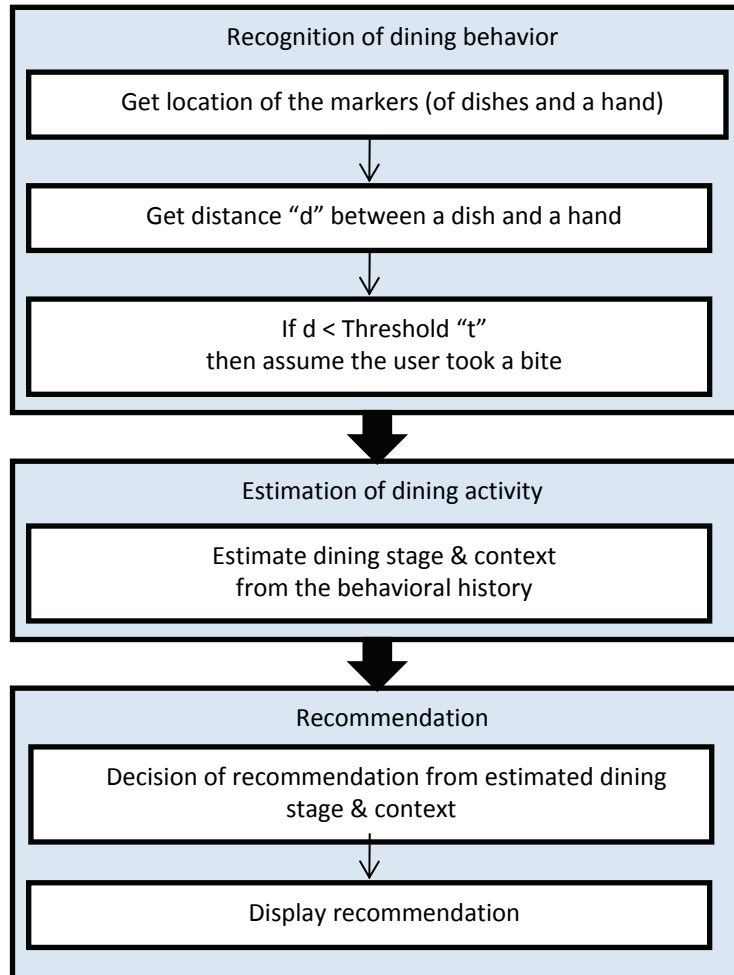 Recognition of dining behavior
Get location of the markers (of dishes and a hand)
Get distance “d” between a dish and a hand
If d < Threshold “t”
then assume the user took a bite
Estimation of dining activity
Estimate dining stage & context
from the behavioral history
Recommendation
Decision of recommendation from estimated dining
stage & context
Display recommendation